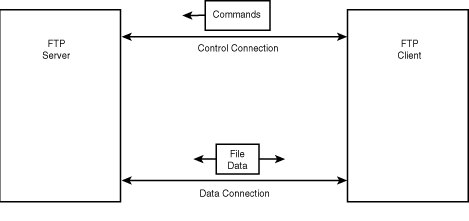 Commands
FTP
Server
Control Connection
FTP
Client
File
Data
Data Connection